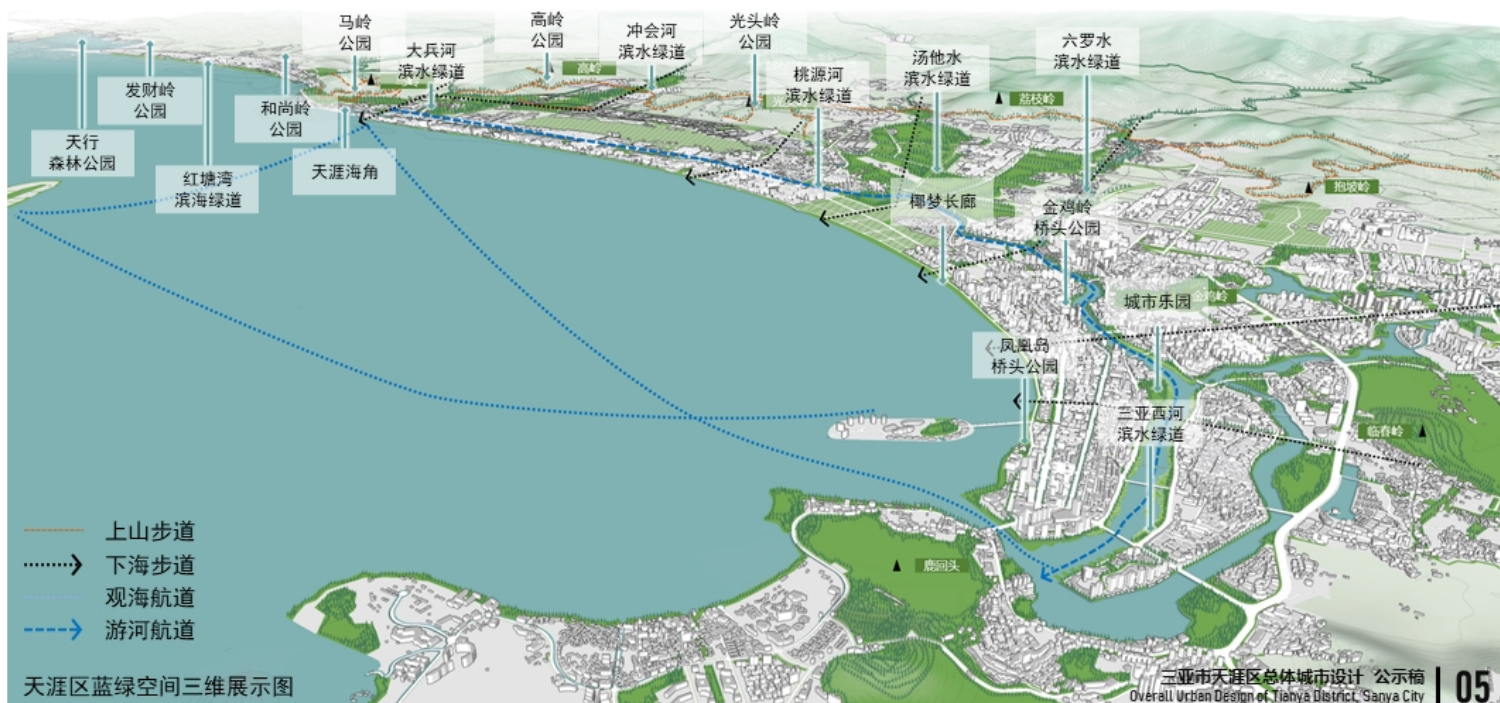 马岭
公园
高岭
公园
冲会河
滨水绿道
光头岭
公园
六罗水
滨水绿道
大兵河
滨水绿道
汤他水
滨水绿道
桃源河
滨水绿道
高岭
荔枝岭
发财岭
公园
和尚岭
公园
天行
森林公园
红塘湾
滨海绿道
天涯海角
椰梦长廊
金鸡岭
桥头公园
抱坡岭
城市乐园
金鸡岭
凤凰岛
桥头公园
三亚西河
滨水绿道
临春岭
鹿回头
上山步道
下海步道
观海航道
游河航道
天涯区蓝绿空间三维展示图
三亚市天涯区总体城市设计 公示稿
Overall Urban Design of Tianya District, Sanya City
05